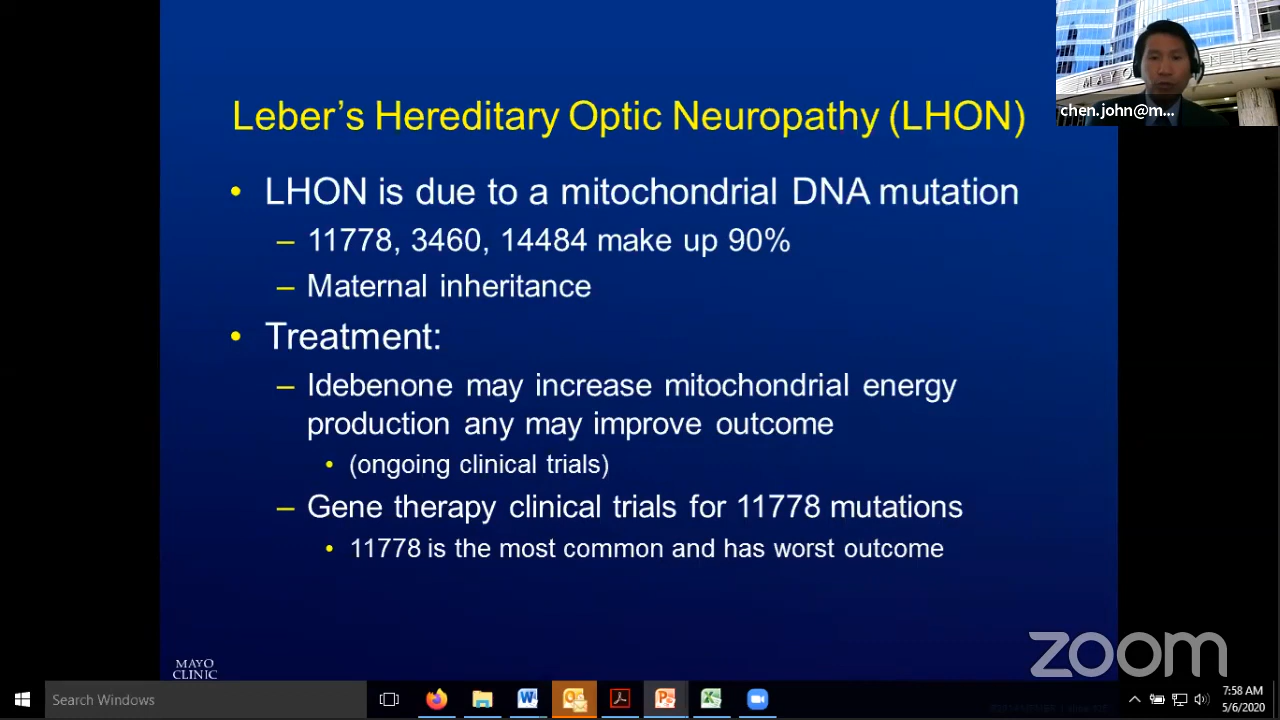 Leber's Hereditary Optic Neuropathy (LHON)
• LHON is due to a mitochondrial DNA mutation
– 11778, 3460, 14484 make up 90%
– Maternal inheritance
• Treatment:
– Idebenone may increase mitochondrial energy
production any may improve outcome
• (ongoing clinical trials)
– Gene therapy clinical trials for 11778 mutations
• 11778 is the most common and has worst outcome
chen.john@m...
MAYO
CLINIC
zoom
Search Windows
7:58 AM
5/6/2020